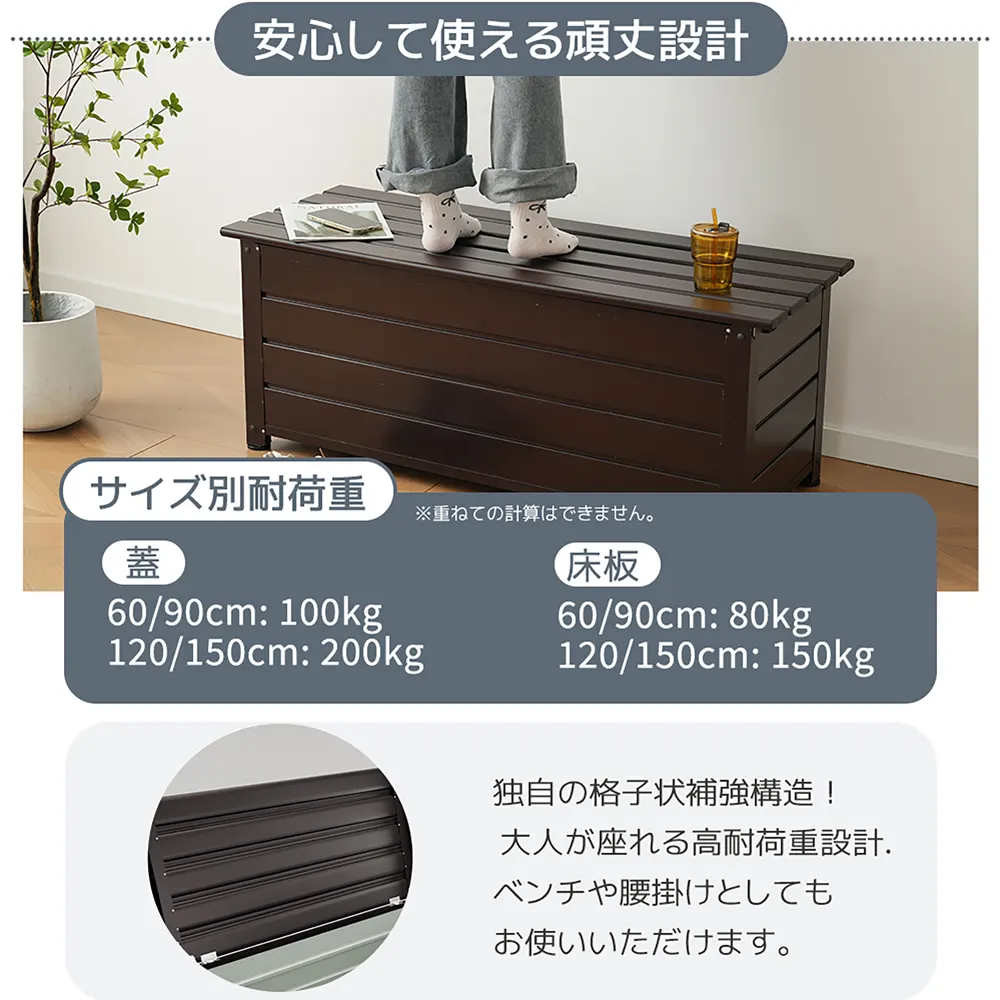 安心して使える頑丈設計
NATURAL
サイズ別耐荷重
※重ねての計算はできません。
蓋
60/90cm: 100kg
120/150cm: 200kg
床板
60/90cm: 80kg
120/150cm: 150kg
独自の格子状補強構造！
大人が座れる高耐荷重設計.
ベンチや腰掛けとしても
お使いいただけます。